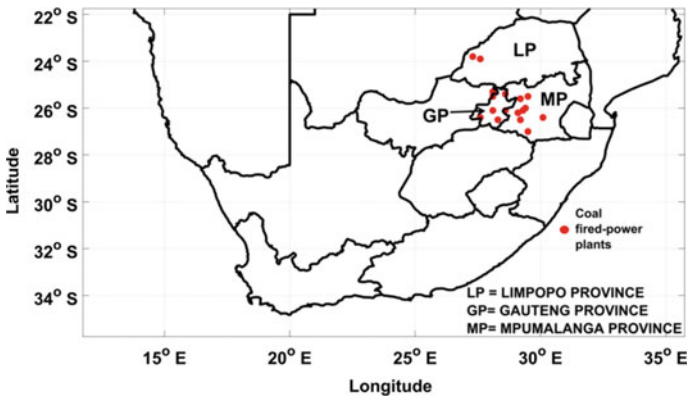 22° S
24° S
26° S
28° S
30° S
32° S
34° S
Latitude
LP
MP
GP
Coal
fired-power
plants
LP = LIMPOPO PROVINCE
GP= GAUTENG PROVINCE
MP= MPUMALANGA PROVINCE
15° E
20° E
25° E
30° E
35° E
Longitude